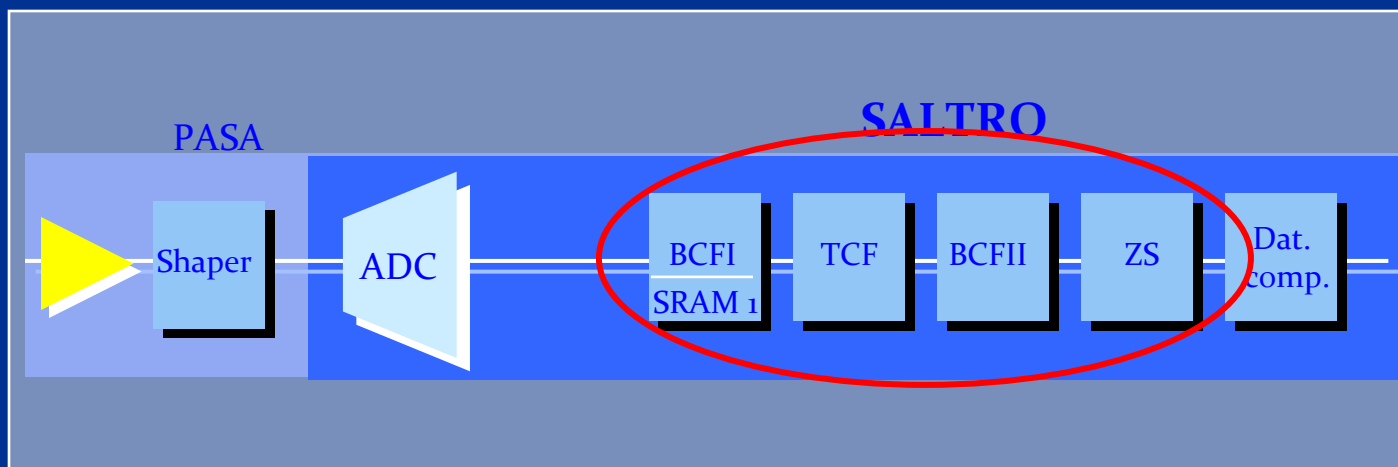 SALTRO
PASA
Shaper
ADC
BCFI
SRAM 1
TCF
BCFII
ZS
Dat.
comp.